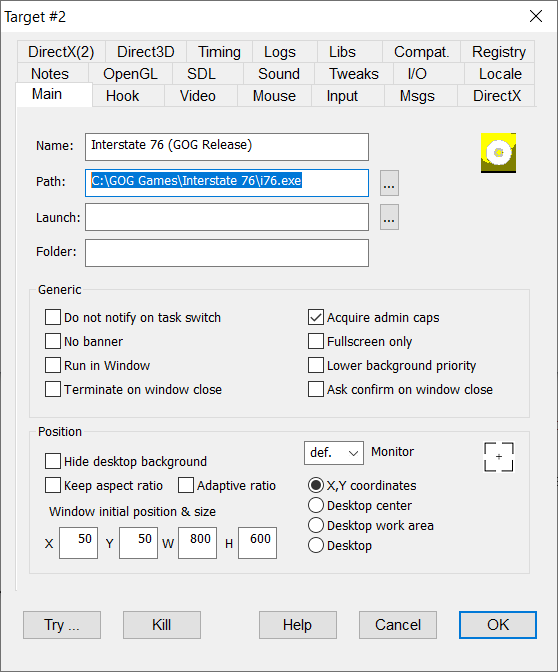 Target #2
DirectX(2) Direct3D Timing Logs Libs Compat. Registry
Notes OpenGL SDL Sound Tweaks I/O Locale
Main Hook Video Mouse Input Msgs DirectX
Name: Interstate 76 (GOG Release)
Path: C:\GOG Games\Interstate 76\i76.exe ...
Launch: ...
Folder:
Generic
Do not notify on task switch Acquire admin caps
No banner Fullscreen only
Run in Window Lower background priority
Terminate on window close Ask confirm on window close
Position
def. Monitor
Hide desktop background
Keep aspect ratio Adaptive ratio X,Y coordinates
Desktop center
Window initial position & size
Desktop work area
X 50 Y 50 W 800 H 600
Desktop
Try ... Kill Help Cancel OK